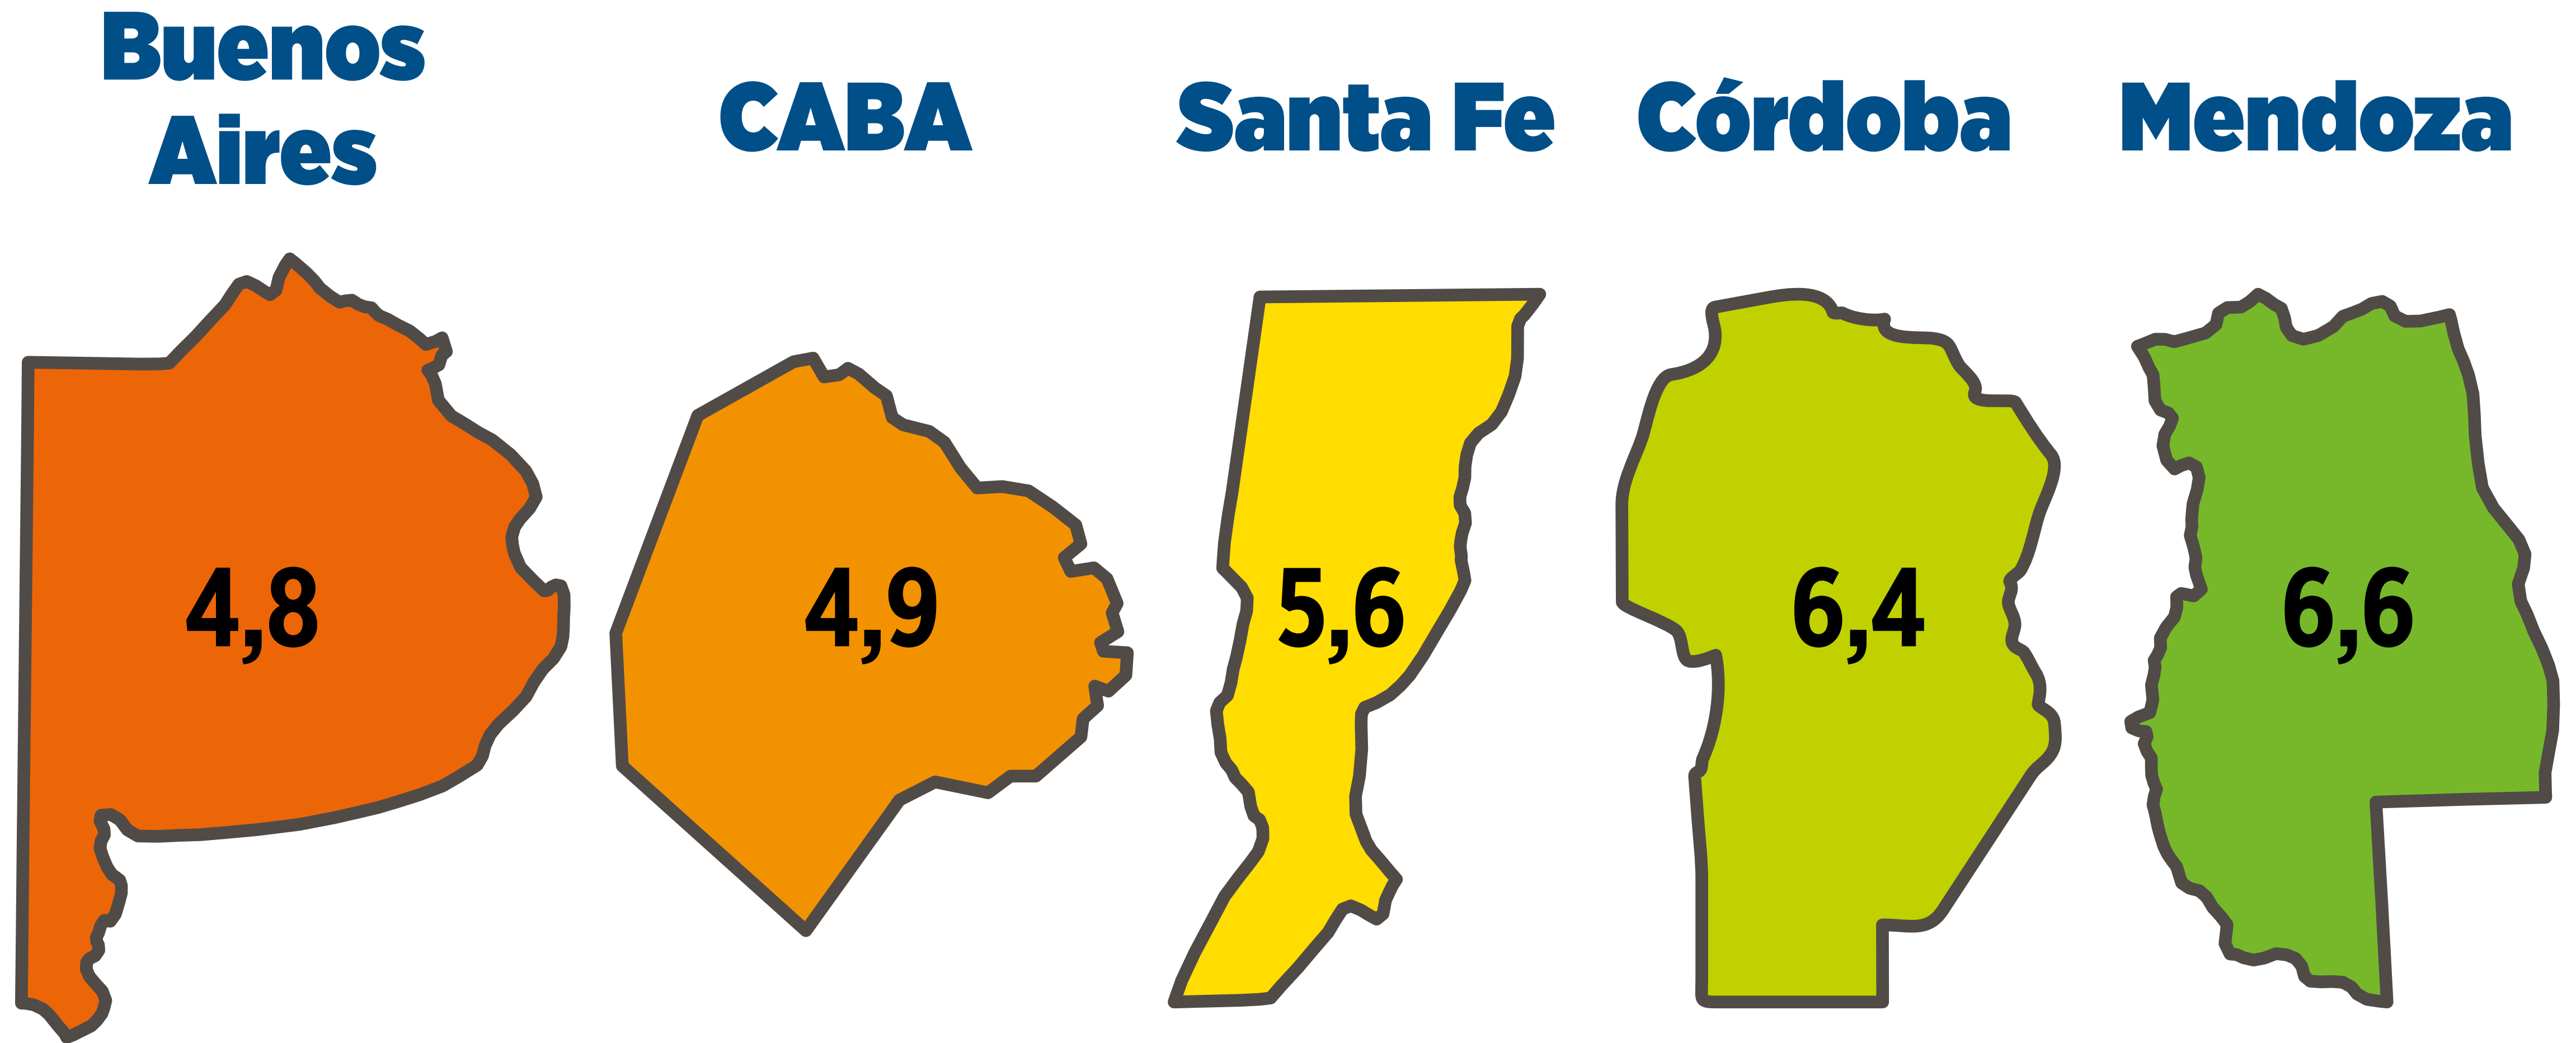 Buenos
Aires
CABA
Santa Fe
Córdoba
Mendoza
4,8
4,9
5,6
6,4
6,6